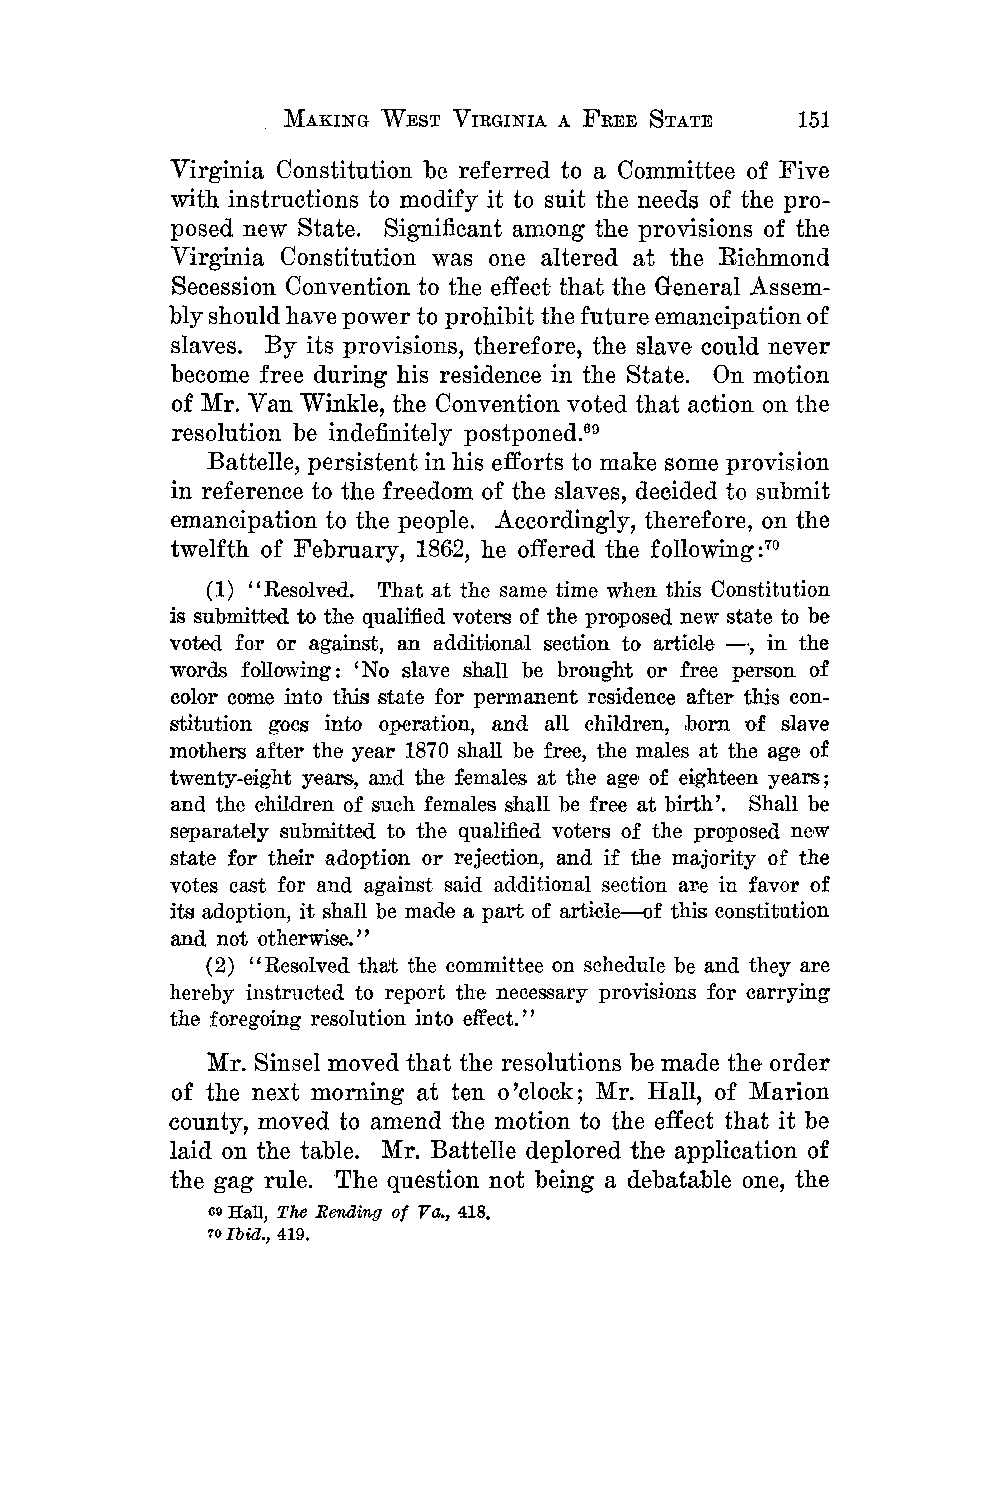 MAKING WEST VIRGINIA A FREE STATE 151
Virginia Constitution be referred to a Committee of Five
with instructions to modify it to suit the needs of the pro-
posed new State. Significant among the provisions of the
Virginia Constitution was one altered at the Richmond
Secession Convention to the effect that the General Assem-
bly should have power to prohibit the future emancipation of
slaves. By its provisions, therefore, the slave could never
become free during his residence in the State. On motion
of Mr. Van Winkle, the Convention voted that action on the
resolution be indefinitely postponed.⁶⁹
Battelle, persistent in his efforts to make some provision
in reference to the freedom of the slaves, decided to submit
emancipation to the people. Accordingly, therefore, on the
twelfth of February, 1862, he offered the following:⁷⁰
(1) "Resolved. That at the same time when this Constitution
is submitted to the qualified voters of the proposed new state to be
voted for or against, an additional section to article —, in the
words following: 'No slave shall be brought or free person of
color come into this state for permanent residence after this con-
stitution goes into operation, and all children, born of slave
mothers after the year 1870 shall be free, the males at the age of
twenty-eight years, and the females at the age of eighteen years;
and the children of such females shall be free at birth'. Shall be
separately submitted to the qualified voters of the proposed new
state for their adoption or rejection, and if the majority of the
votes cast for and against said additional section are in favor of
its adoption, it shall be made a part of article—of this constitution
and not otherwise."
(2) "Resolved that the committee on schedule be and they are
hereby instructed to report the necessary provisions for carrying
the foregoing resolution into effect."
Mr. Sinsel moved that the resolutions be made the order
of the next morning at ten o'clock; Mr. Hall, of Marion
county, moved to amend the motion to the effect that it be
laid on the table. Mr. Battelle deplored the application of
the gag rule. The question not being a debatable one, the
⁶⁹ Hall, The Rending of Va., 418.
⁷⁰ Ibid., 419.